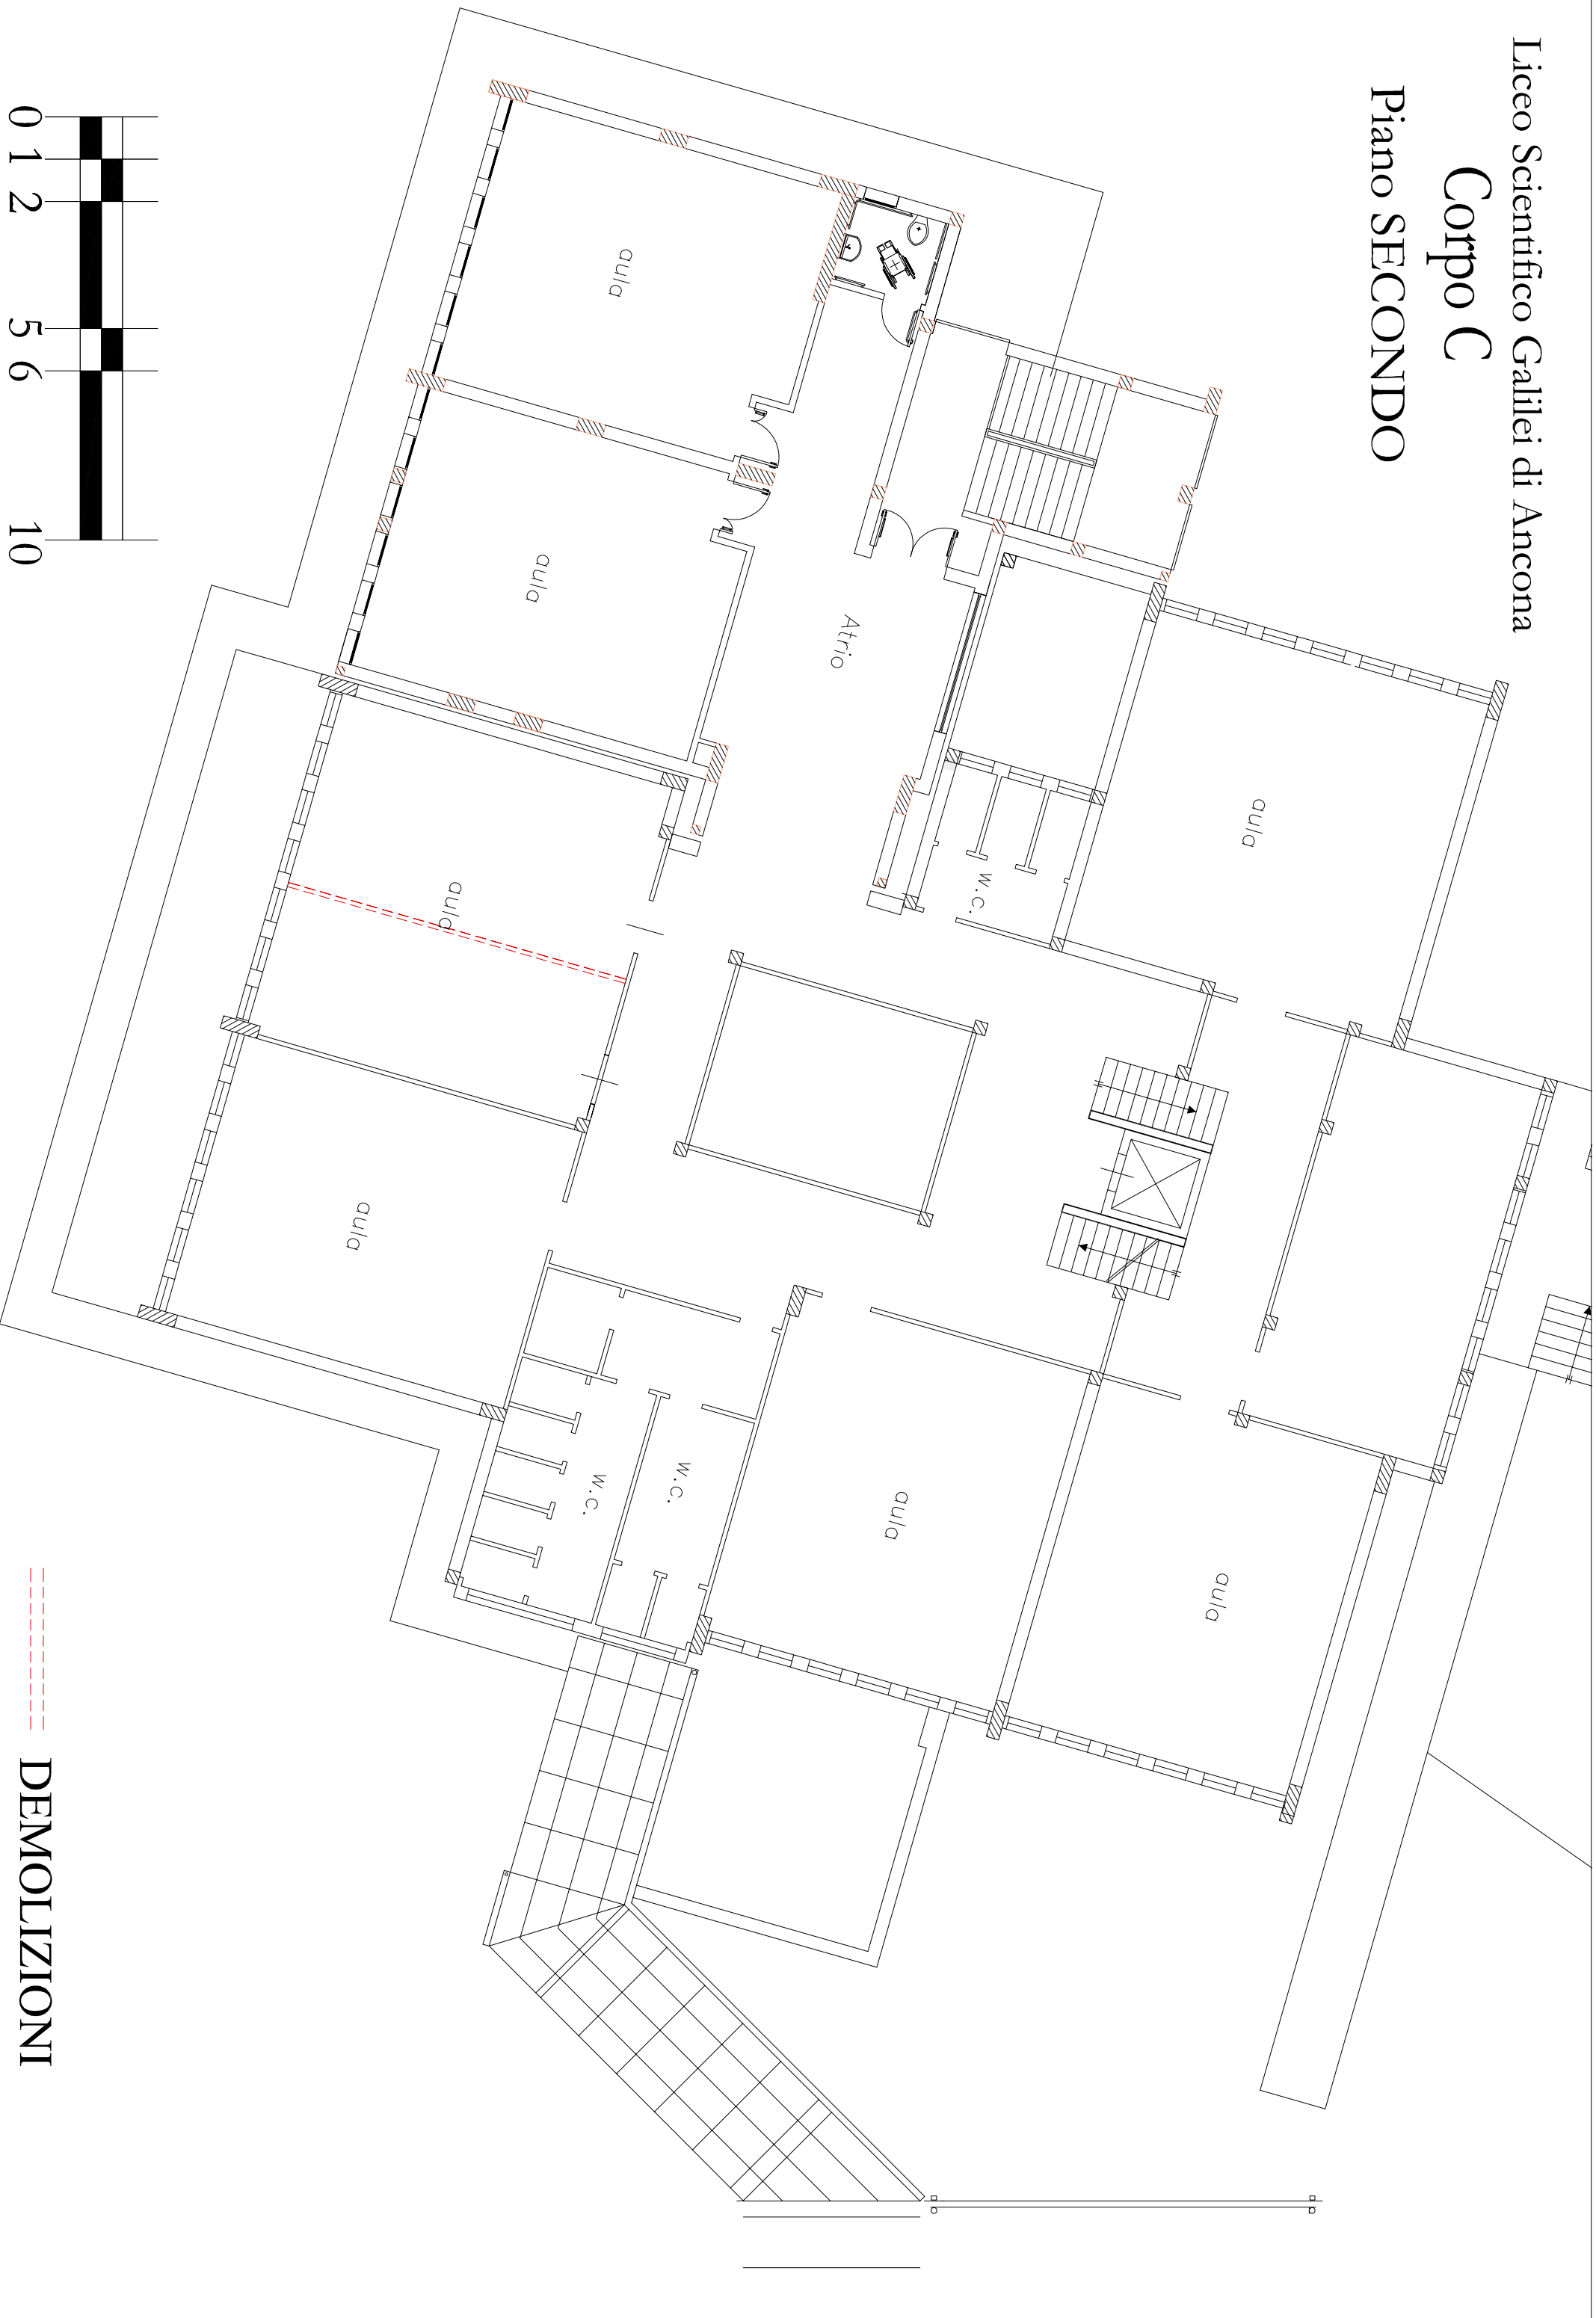 Liceo Scientifico Galilei di Ancona
Corpo C
Piano SECONDO
aula
aula
w.c.
aula
Atrio
aula
aula
w.c.
aula
w.c.
aula
aula
0 1 2 5 6 10
DEMOLIZIONI